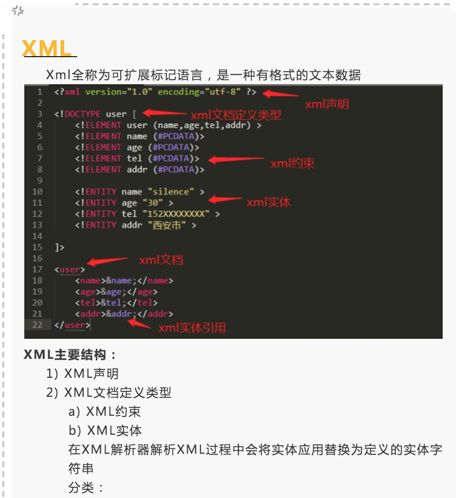 XML
Xml全称为可扩展标记语言，是一种有格式的文本数据
1 <?xml version="1.0" encoding="utf-8" ?> xml声明
2
3 <!DOCTYPE user [ xml文档定义类型
4 <!ELEMENT user (name,age,tel,addr) >
5 <!ELEMENT name (#PCDATA)>
6 <!ELEMENT age (#PCDATA)>
7 <!ELEMENT tel (#PCDATA)> xml约束
8 <!ELEMENT addr (#PCDATA)>
9
10 <!ENTITY name "silence" >
11 <!ENTITY age "30" > xml实体
12 <!ENTITY tel "152XXXXXXXX" >
13 <!ENTITY addr "西安市" >
14
15 ]>
16 xml文档
17 <user>
18 <name>&name;</name>
19 <age>&age;</age>
20 <tel>&tel;</tel>
21 <addr>&addr;</addr>
22 </user> xml实体引用
XML主要结构：
1) XML声明
2) XML文档定义类型
a) XML约束
b) XML实体
在XML解析器解析XML过程中会将实体应用替换为定义的实体字
符串
分类：